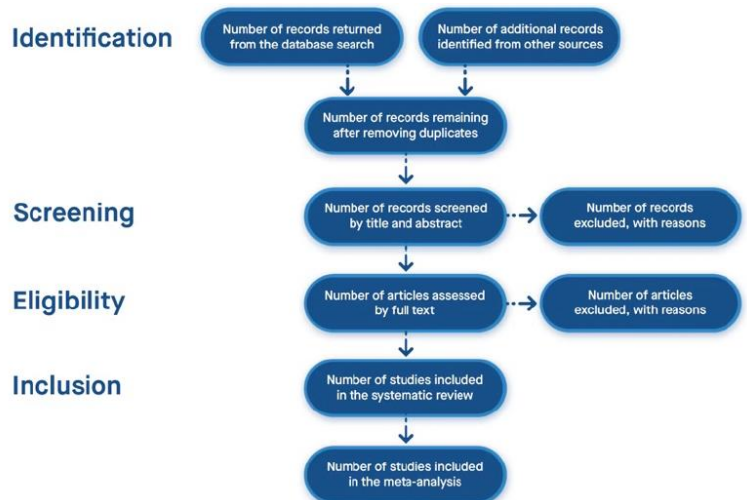 Identification
Number of records returned
from the database search
Number of additional records
identified from other sources
Number of records remaining
after removing duplicates
Screening
Number of records screened
by title and abstract
Number of records
excluded, with reasons
Eligibility
Number of articles assessed
by full text
Number of articles
excluded, with reasons
Inclusion
Number of studies included
in the systematic review
Number of studies included
in the meta-analysis